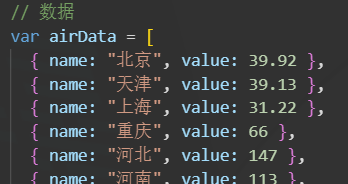 // 数据
var airData = [
{ name: "北京", value: 39.92 },
{ name: "天津", value: 39.13 },
{ name: "上海", value: 31.22 },
{ name: "重庆", value: 66 },
{ name: "河北", value: 147 },
{ name: "河南", value: 113 },